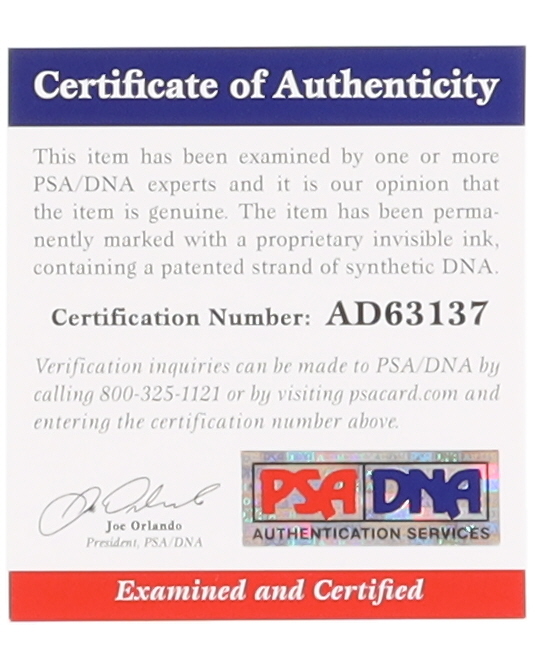 Certificate of Authenticity
This item has been examined by one or more
PSA/DNA experts and it is our opinion that
the item is genuine. The item has been perma-
nently marked with a proprietary invisible ink,
containing a patented strand of synthetic DNA.
Certification Number: AD63137
Verification inquiries can be made to PSA/DNA by
calling 800-325-1121 or by visiting psacard.com and
entering the certification number above.
Joe Orlando
President, PSA/DNA
PSA DNA
AUTHENTICATION SERVICES
Examined and Certified